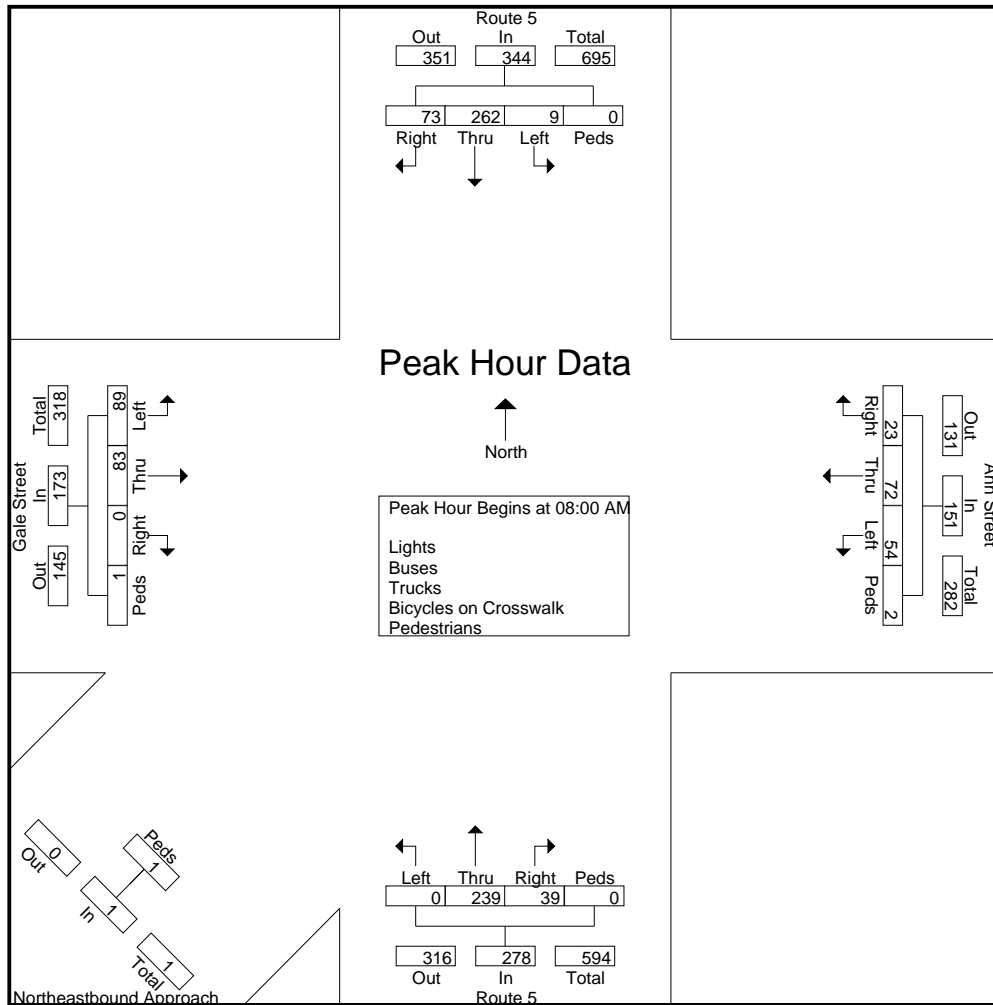 Route 5
Out In Total
351 344 695
73 262 9 0
Right Thru Left Peds
Peak Hour Data
North
Peak Hour Begins at 08:00 AM
Lights
Buses
Trucks
Bicycles on Crosswalk
Pedestrians
Gale Street
Out In Total
145 173 318
89 83 0 1
Left Thru Right Peds
Ann Street
Out In Total
131 151 282
23 72 54 2
Right Thru Left Peds
Left Thru Right Peds
0 239 39 0
316 278 594
Out In Total
Route 5
Peds
1
0 1 1
Out In Total
Northeastbound Approach